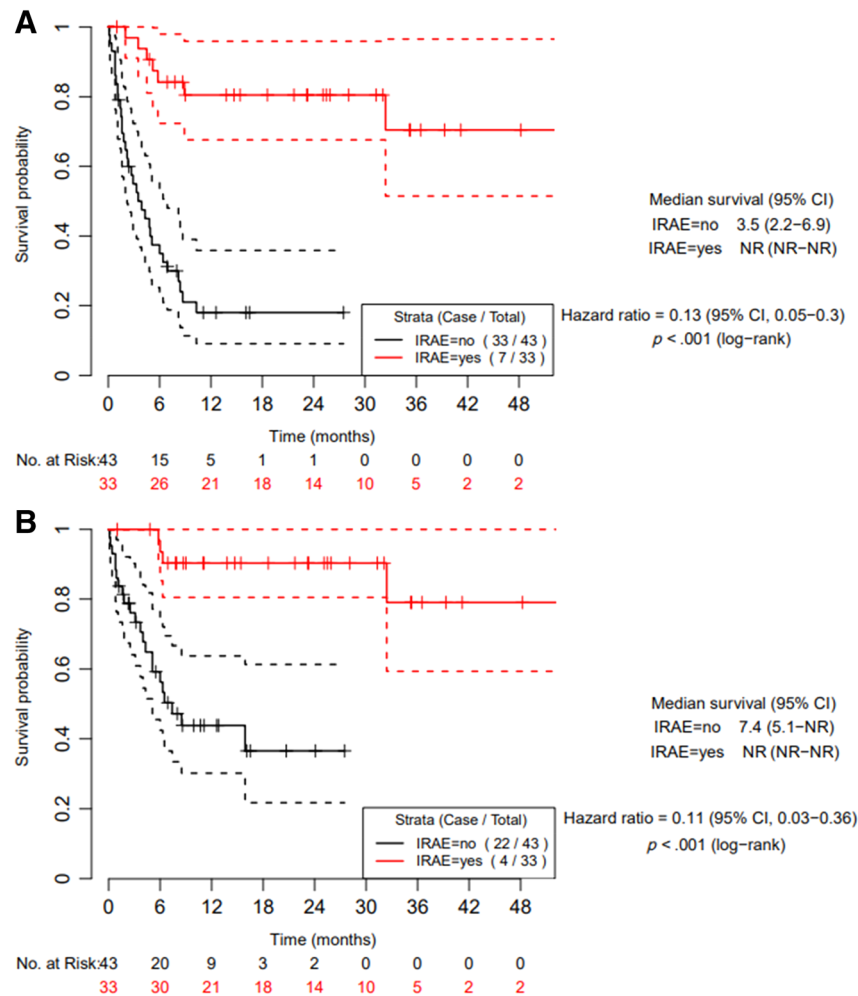 A
Survival probability
1
0.8
0.6
0.4
0.2
0
Median survival (95% CI)
IRAE=no 3.5 (2.2−6.9)
IRAE=yes NR (NR−NR)
Strata (Case / Total)
IRAE=no ( 33 / 43 )
IRAE=yes ( 7 / 33 )
Hazard ratio = 0.13 (95% CI, 0.05−0.3)
p < .001 (log−rank)
0 6 12 18 24 30 36 42 48
Time (months)
No. at Risk:43 15 5 1 1 0 0 0 0
33 26 21 18 14 10 5 2 2
B
Survival probability
1
0.8
0.6
0.4
0.2
0
Median survival (95% CI)
IRAE=no 7.4 (5.1−NR)
IRAE=yes NR (NR−NR)
Strata (Case / Total)
IRAE=no ( 22 / 43 )
IRAE=yes ( 4 / 33 )
Hazard ratio = 0.11 (95% CI, 0.03−0.36)
p < .001 (log−rank)
0 6 12 18 24 30 36 42 48
Time (months)
No. at Risk:43 20 9 3 2 0 0 0 0
33 30 21 18 14 10 5 2 2